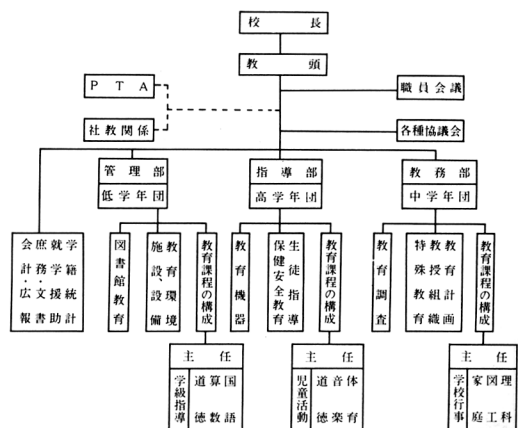 校長
教頭
PTA
職員会議
社教関係
各種協議会
管理部
低学年団
指導部
高学年団
教務部
中学年団
学籍統計
就学援助
庶務・文書
会計・広報
図書館教育
教育環境
施設、設備
教育課程の構成
教育機器
生徒指導
保健安全教育
教育課程の構成
教育調査
教育計画
教授組織
特殊教育
教育課程の構成
主任
国語
算数
道徳
学級指導
主任
体育
音楽
道徳
児童活動
主任
理科
図工
家庭
学校行事